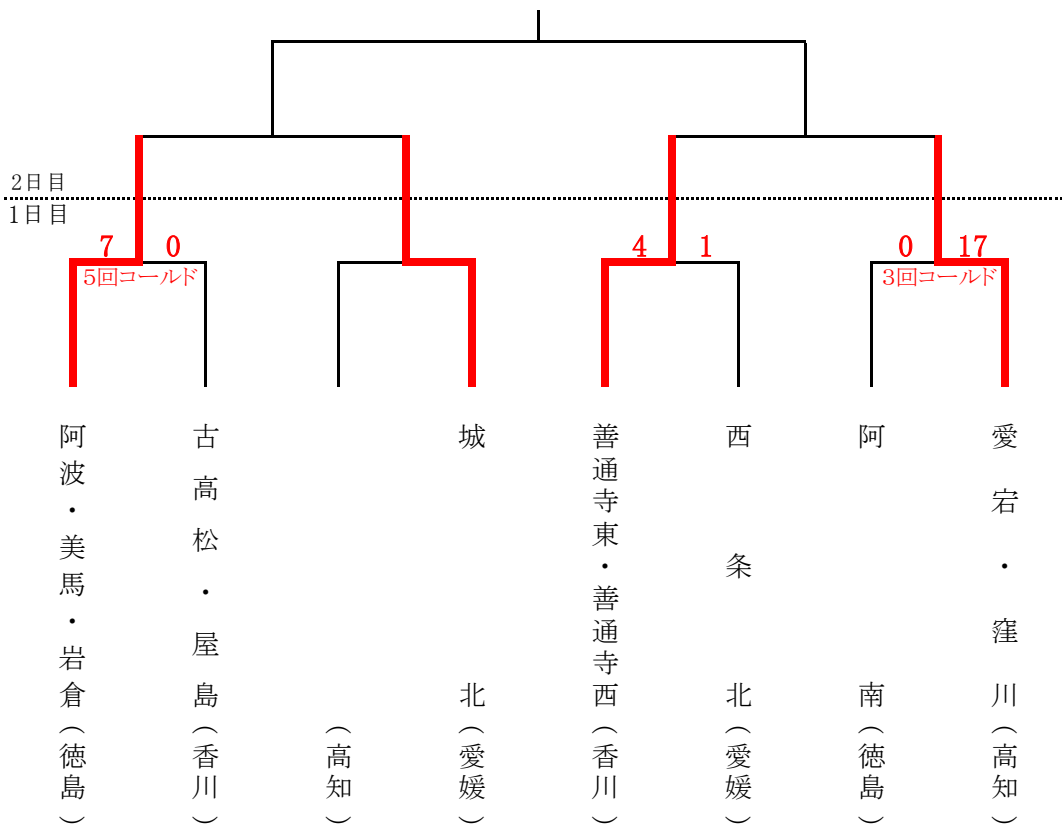 2日目
1日目
7 0
5回コールド
4 1
0 17
3回コールド
阿波・美馬・岩倉(徳島)
古高松・屋島(香川)
(高知)
城北(愛媛)
善通寺東・善通寺西(香川)
西条北(愛媛)
阿南(徳島)
愛宕・窪川(高知)